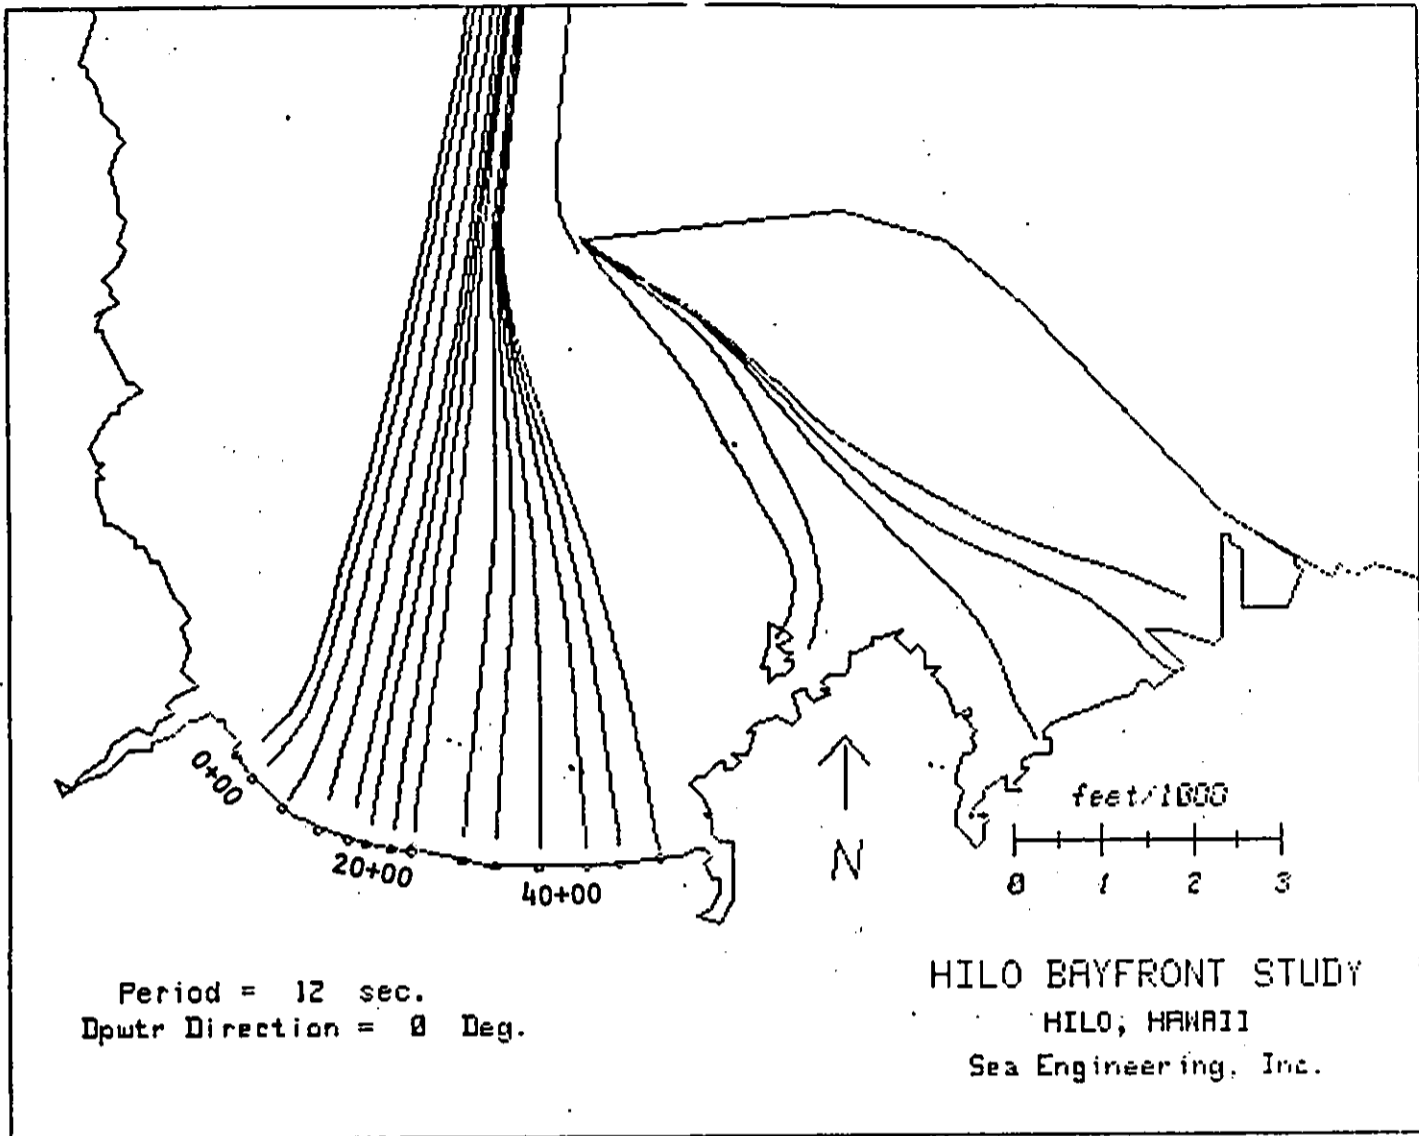 0+00
20+00
40+00
N
feet/1000
0 1 2 3
Period = 12 sec.
Dpwtr Direction = 0 Deg.
HILO BAYFRONT STUDY
HILO, HAWAII
Sea Engineering, Inc.